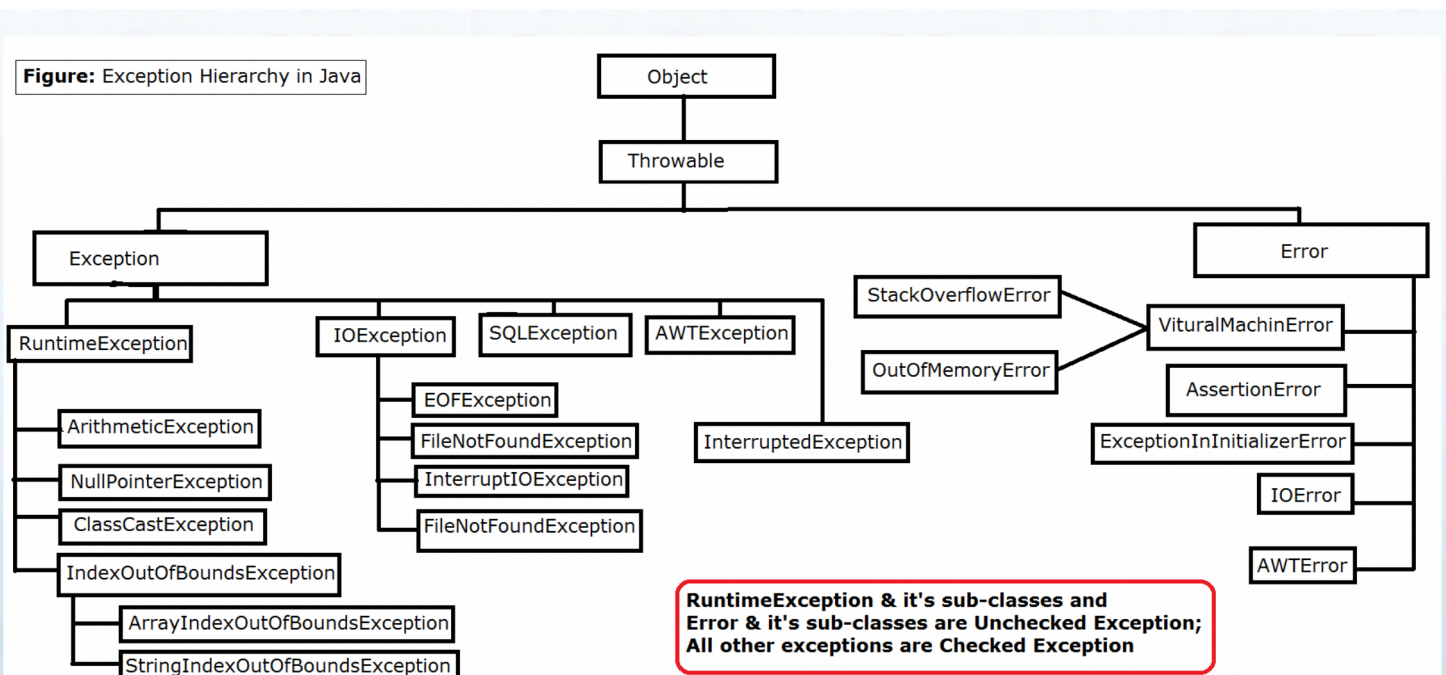 Figure: Exception Hierarchy in Java
Object
Throwable
Exception
Error
RuntimeException
IOException
SQLException
AWTException
InterruptedException
ArithmeticException
NullPointerException
ClassCastException
IndexOutOfBoundsException
ArrayIndexOutOfBoundsException
StringIndexOutOfBoundsException
EOFException
FileNotFoundException
InterruptIOException
FileNotFoundException
StackOverflowError
OutOfMemoryError
VituralMachinError
AssertionError
ExceptionInInitializerError
IOError
AWTError
RuntimeException & it's sub-classes and
Error & it's sub-classes are Unchecked Exception;
All other exceptions are Checked Exception